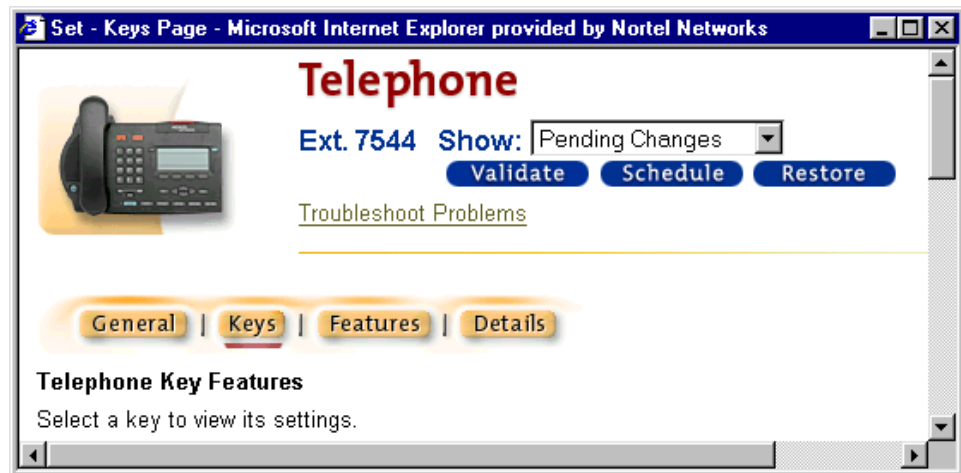 Set - Keys Page - Microsoft Internet Explorer provided by Nortel Networks
Telephone
Ext. 7544 Show: Pending Changes
Validate Schedule Restore
Troubleshoot Problems
General | Keys | Features | Details
Telephone Key Features
Select a key to view its settings.